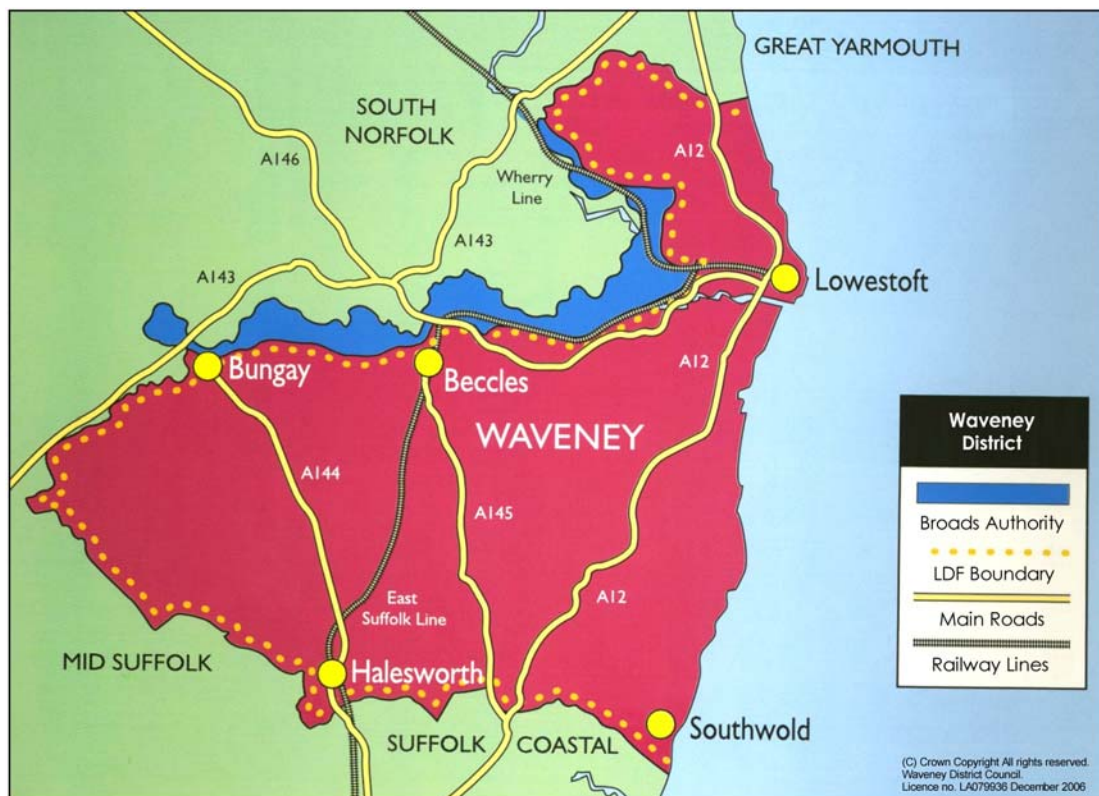 GREAT YARMOUTH
SOUTH
NORFOLK
A146
A12
Wherry
Line
A143
A143
Lowestoft
A12
Bungay
Beccles
WAVENEY
A144
A145
East
Suffolk Line
A12
MID SUFFOLK
Halesworth
SUFFOLK
COASTAL
Southwold
Waveney
District
Broads Authority
LDF Boundary
Main Roads
Railway Lines
(C) Crown Copyright All rights reserved.
Waveney District Council.
Licence no. LA079936 December 2006